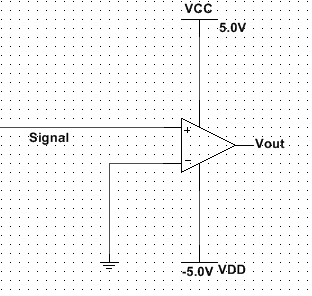 VCC
5.0V
Signal
+
Vout
−
-5.0V VDD